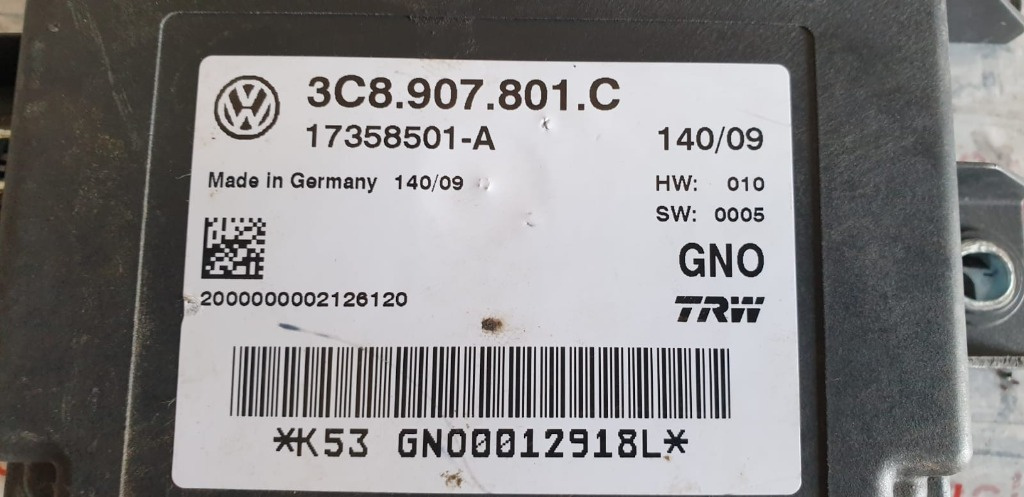 3C8.907.801.C
17358501-A 140/09
Made in Germany 140/09 HW: 010
SW: 0005
GNO
TRW
2000000002126120
*K53 GNO0012918L*